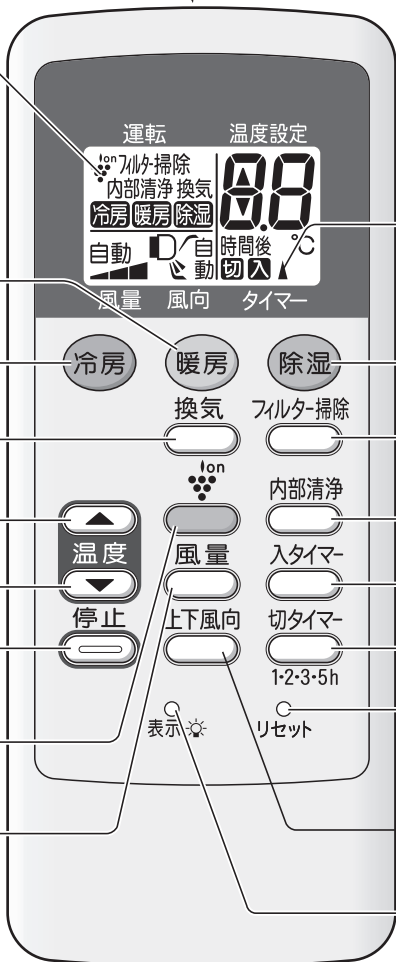 運転 温度設定
ion フィルター掃除
内部清浄 換気
冷房 暖房 除湿
8.8
自動 自動 時間後 ℃
切 入
風量 風向 タイマー
冷房 暖房 除湿
換気 フィルター掃除
ion
内部清浄
温度 風量 入タイマー
停止 上下風向 切タイマー
1・2・3・5h
表示 リセット